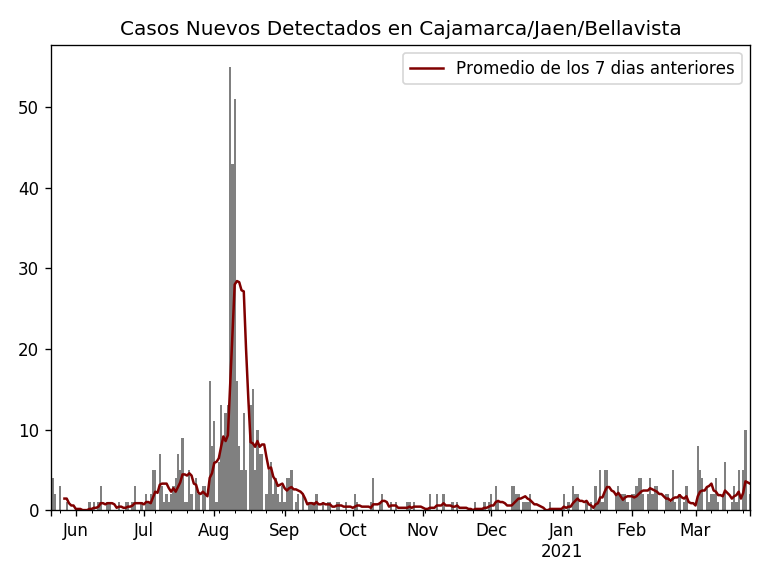 Casos Nuevos Detectados en Cajamarca/Jaen/Bellavista
Promedio de los 7 dias anteriores
50
40
30
20
10
0
Jun Jul Aug Sep Oct Nov Dec Jan Feb Mar
2021